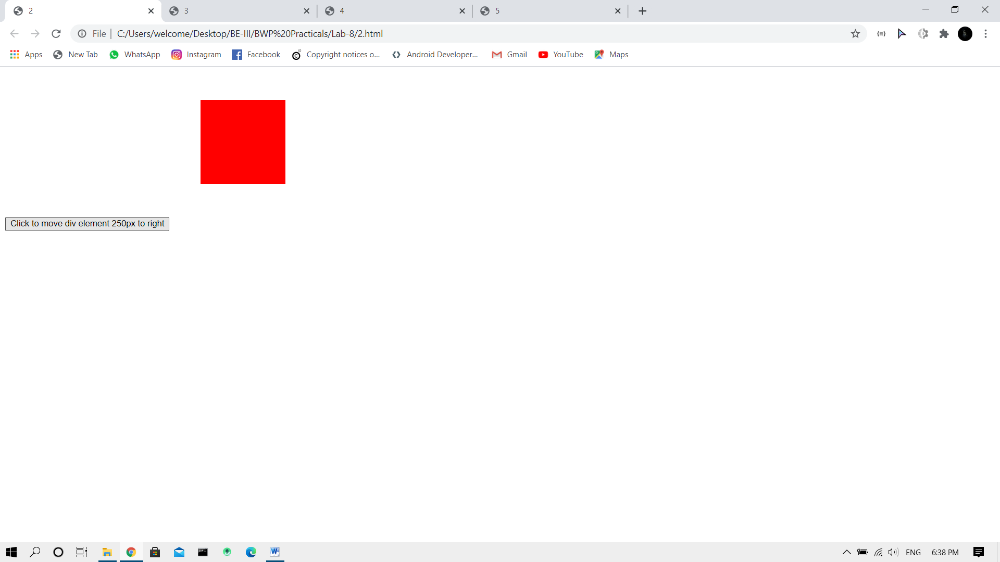 2
3
4
5
File
C:/Users/welcome/Desktop/BE-III/BWP%20Practicals/Lab-8/2.html
Apps
New Tab
WhatsApp
Instagram
Facebook
Copyright notices o...
Android Developer...
Gmail
YouTube
Maps
Click to move div element 250px to right
ENG
6:38 PM